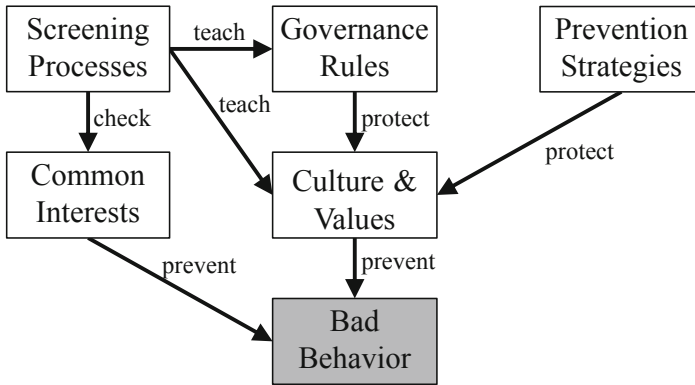 Screening
Processes
teach
Governance
Rules
Prevention
Strategies
teach
check
protect
protect
Common
Interests
Culture &
Values
prevent
prevent
Bad
Behavior